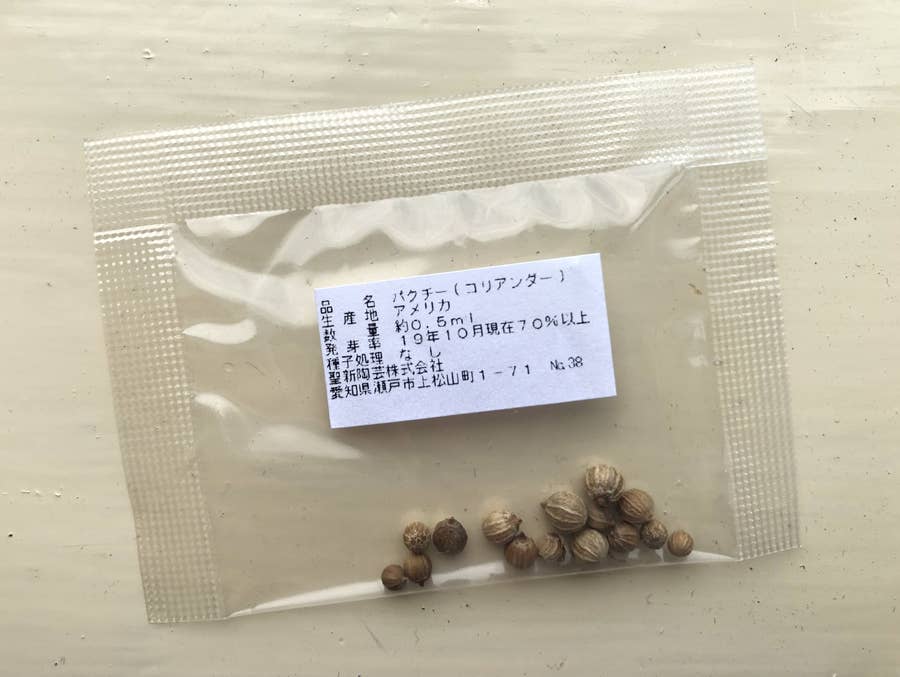 品名 パクチー(コリアンダー)
生産地 アメリカ
数量 約0.5ml
発芽率 19年10月現在70%以上
種子処理 なし
聖新陶芸株式会社
愛知県瀬戸市上松山町1-71 No.38